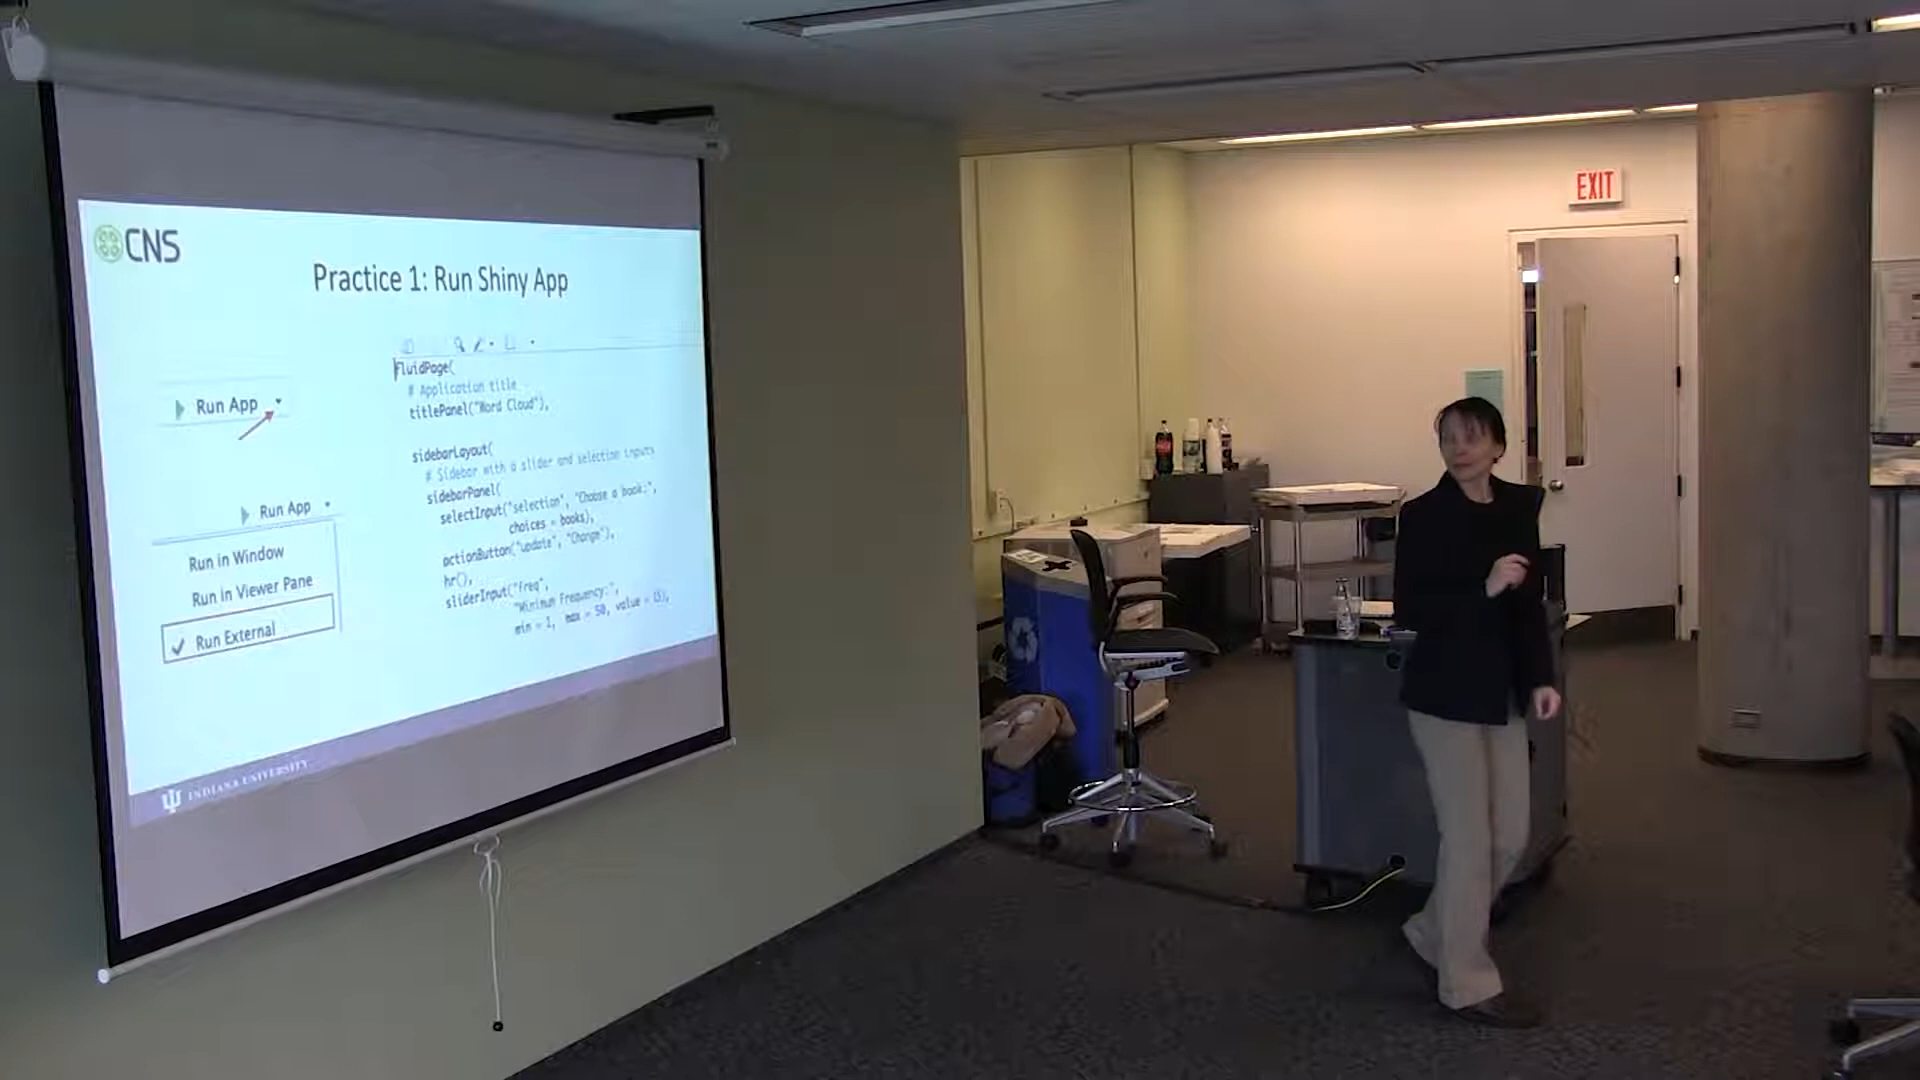 EXIT
CNS
Practice 1: Run Shiny App
Run App
Run App
Run in Window
Run in Viewer Pane
✓ Run External
fluidPage(
# Application title
titlePanel("Word Cloud"),
sidebarLayout(
# Sidebar with a slider and selection inputs
sidebarPanel(
selectInput("selection", "Choose a book:",
choices = books),
actionButton("update", "Change"),
hr(),
sliderInput("freq",
"Minimum Frequency:",
min = 1, max = 50, value = 15),
INDIANA UNIVERSITY